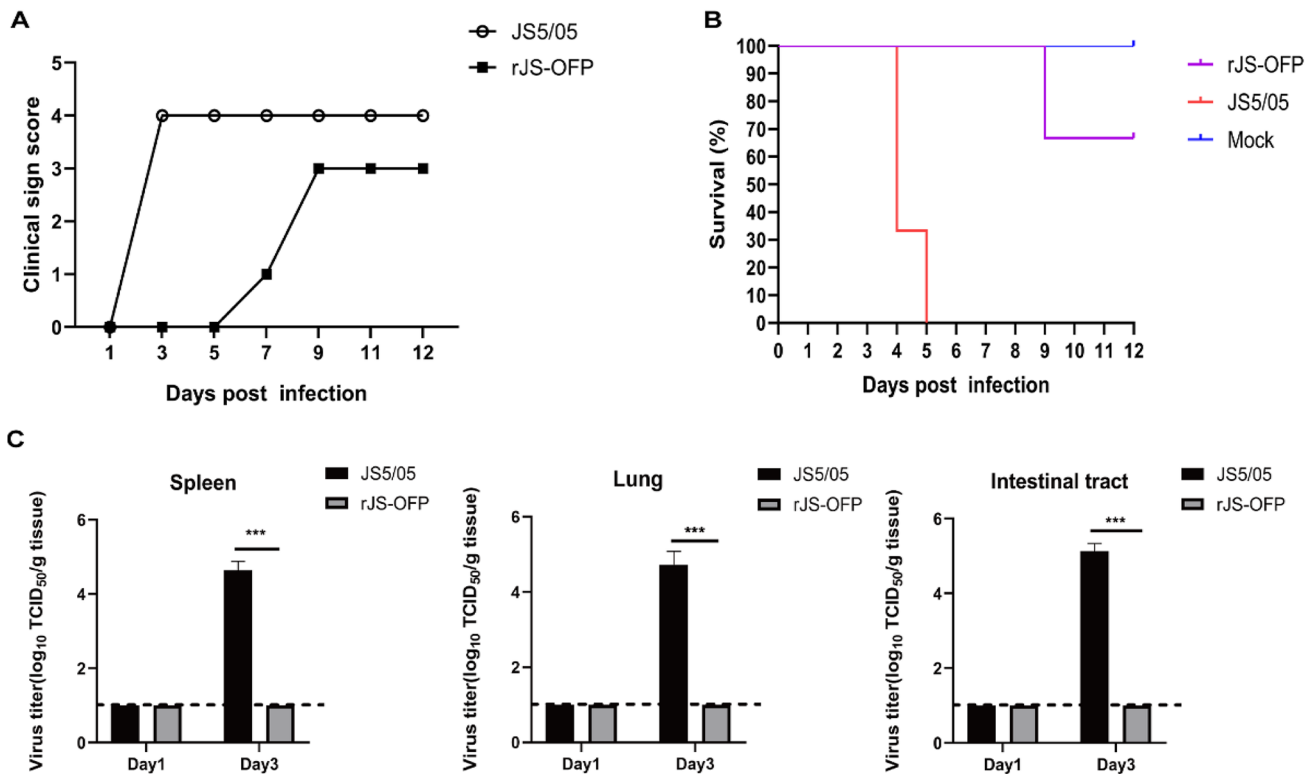 A
JS5/05
rJS-OFP
Clinical sign score
5
4
3
2
1
0
1 3 5 7 9 11 12
Days post infection
B
rJS-OFP
JS5/05
Mock
Survival (%)
100
90
80
70
60
50
40
30
20
10
0
0 1 2 3 4 5 6 7 8 9 10 11 12
Days post infection
C
Spleen
JS5/05
rJS-OFP
Virus titer(log10 TCID50/g tissue)
6
4
2
0
***
Day1 Day3
Lung
JS5/05
rJS-OFP
Virus titer(log10 TCID50/g tissue)
6
4
2
0
***
Day1 Day3
Intestinal tract
JS5/05
rJS-OFP
Virus titer(log10 TCID50/g tissue)
6
4
2
0
***
Day1 Day3